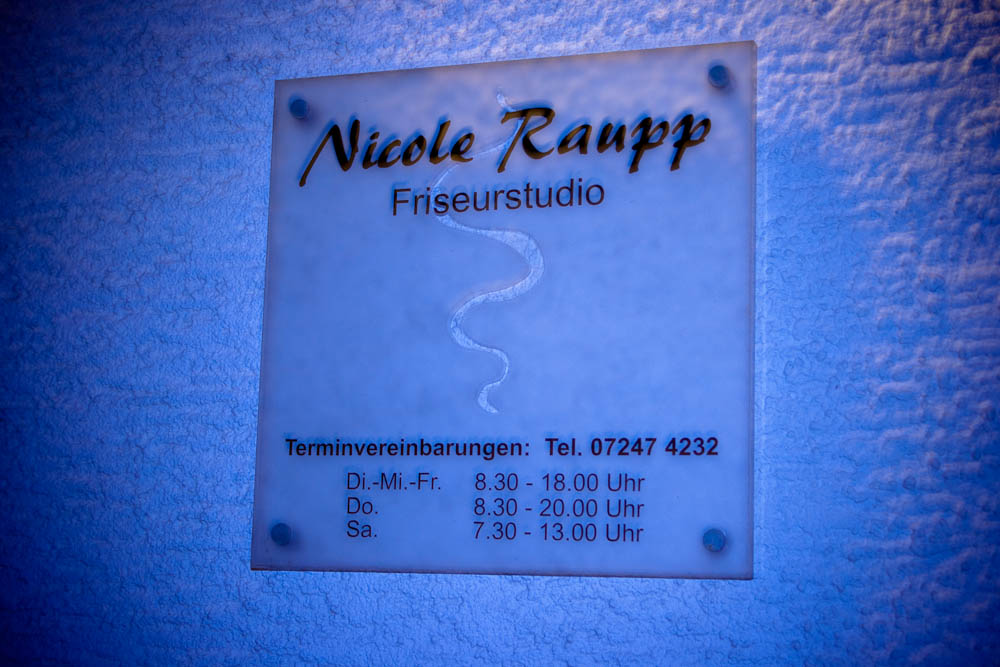 Nicole Raupp
Friseurstudio
Terminvereinbarungen: Tel. 07247 4232
Di.-Mi.-Fr. 8.30 - 18.00 Uhr
Do. 8.30 - 20.00 Uhr
Sa. 7.30 - 13.00 Uhr